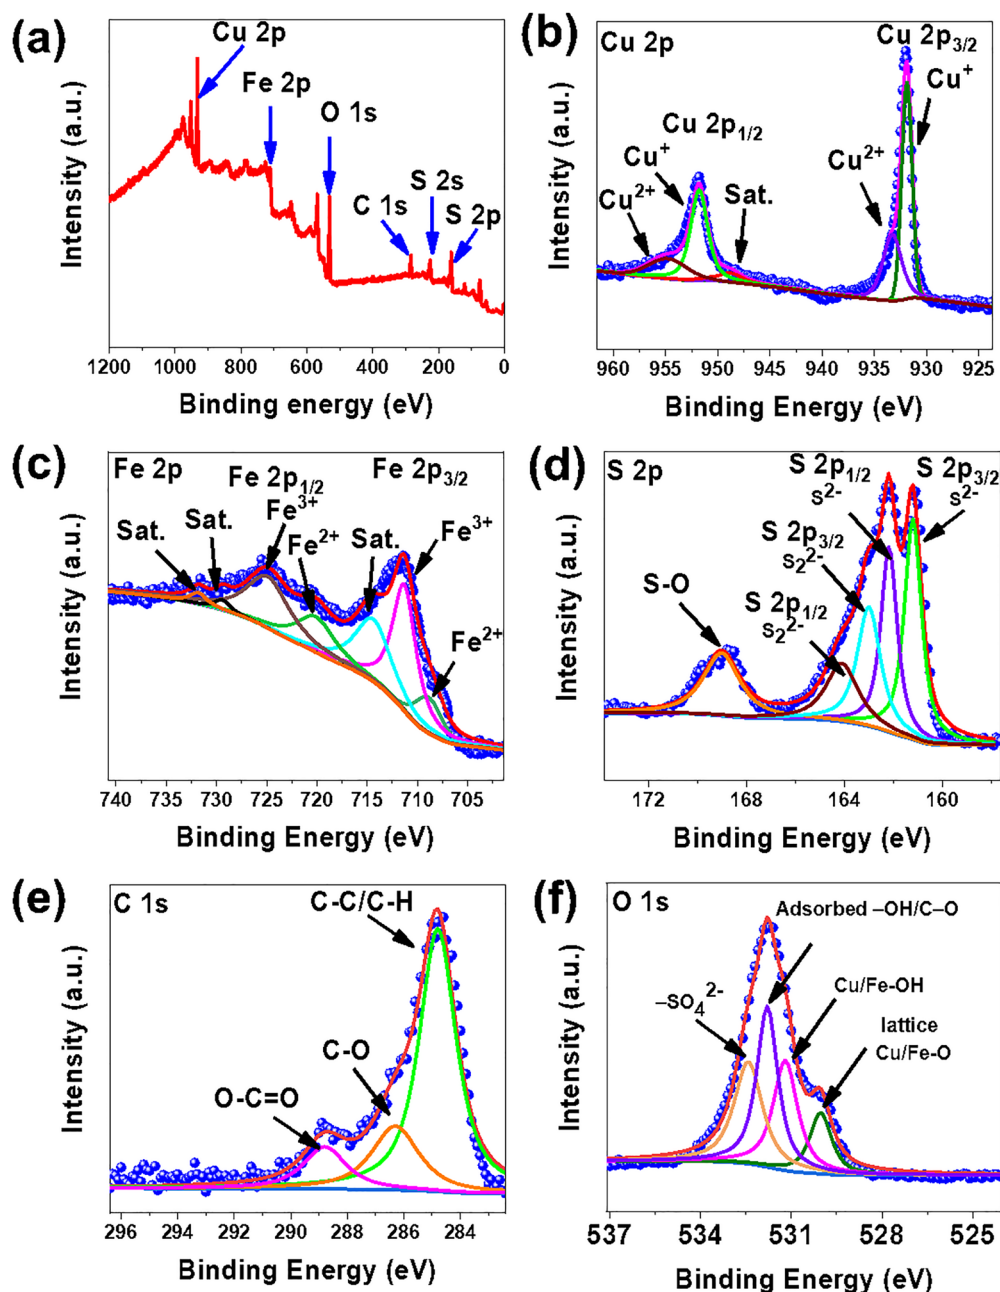 (a)
Cu 2p
Fe 2p
O 1s
S 2s
C 1s
S 2p
Intensity (a.u.)
1200 1000 800 600 400 200 0
Binding energy (eV)
(b)
Cu 2p
Cu 2p3/2
Cu+
Cu 2p1/2
Cu+
Cu2+
Cu2+
Sat.
Intensity (a.u.)
960 955 950 945 940 935 930 925
Binding Energy (eV)
(c)
Fe 2p
Fe 2p1/2
Fe 2p3/2
Fe3+
Sat.
Sat.
Fe2+
Sat.
Fe3+
Fe2+
Intensity (a.u.)
740 735 730 725 720 715 710 705
Binding Energy (eV)
(d)
S 2p
S 2p1/2
s2-
S 2p3/2
s2-
S 2p3/2
s22-
S-O
S 2p1/2
s22-
Intensity (a.u.)
172 168 164 160
Binding Energy (eV)
(e)
C 1s
C-C/C-H
C-O
O-C=O
Intensity (a.u.)
296 294 292 290 288 286 284
Binding Energy (eV)
(f)
O 1s
Adsorbed –OH/C–O
–SO42-
Cu/Fe-OH
lattice
Cu/Fe-O
Intensity (a.u.)
537 534 531 528 525
Binding Energy (eV)